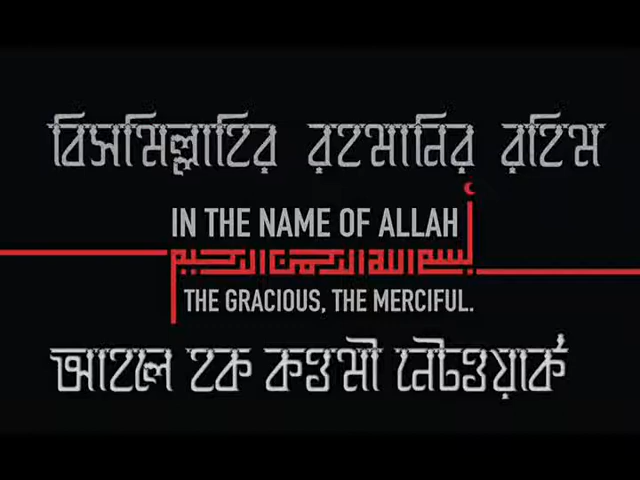 বিসমিল্লাহির রহমানির রহিম
IN THE NAME OF ALLAH
بسم الله الرحمن الرحيم
THE GRACIOUS, THE MERCIFUL.
আহলে হক কওমী নেটওয়ার্ক